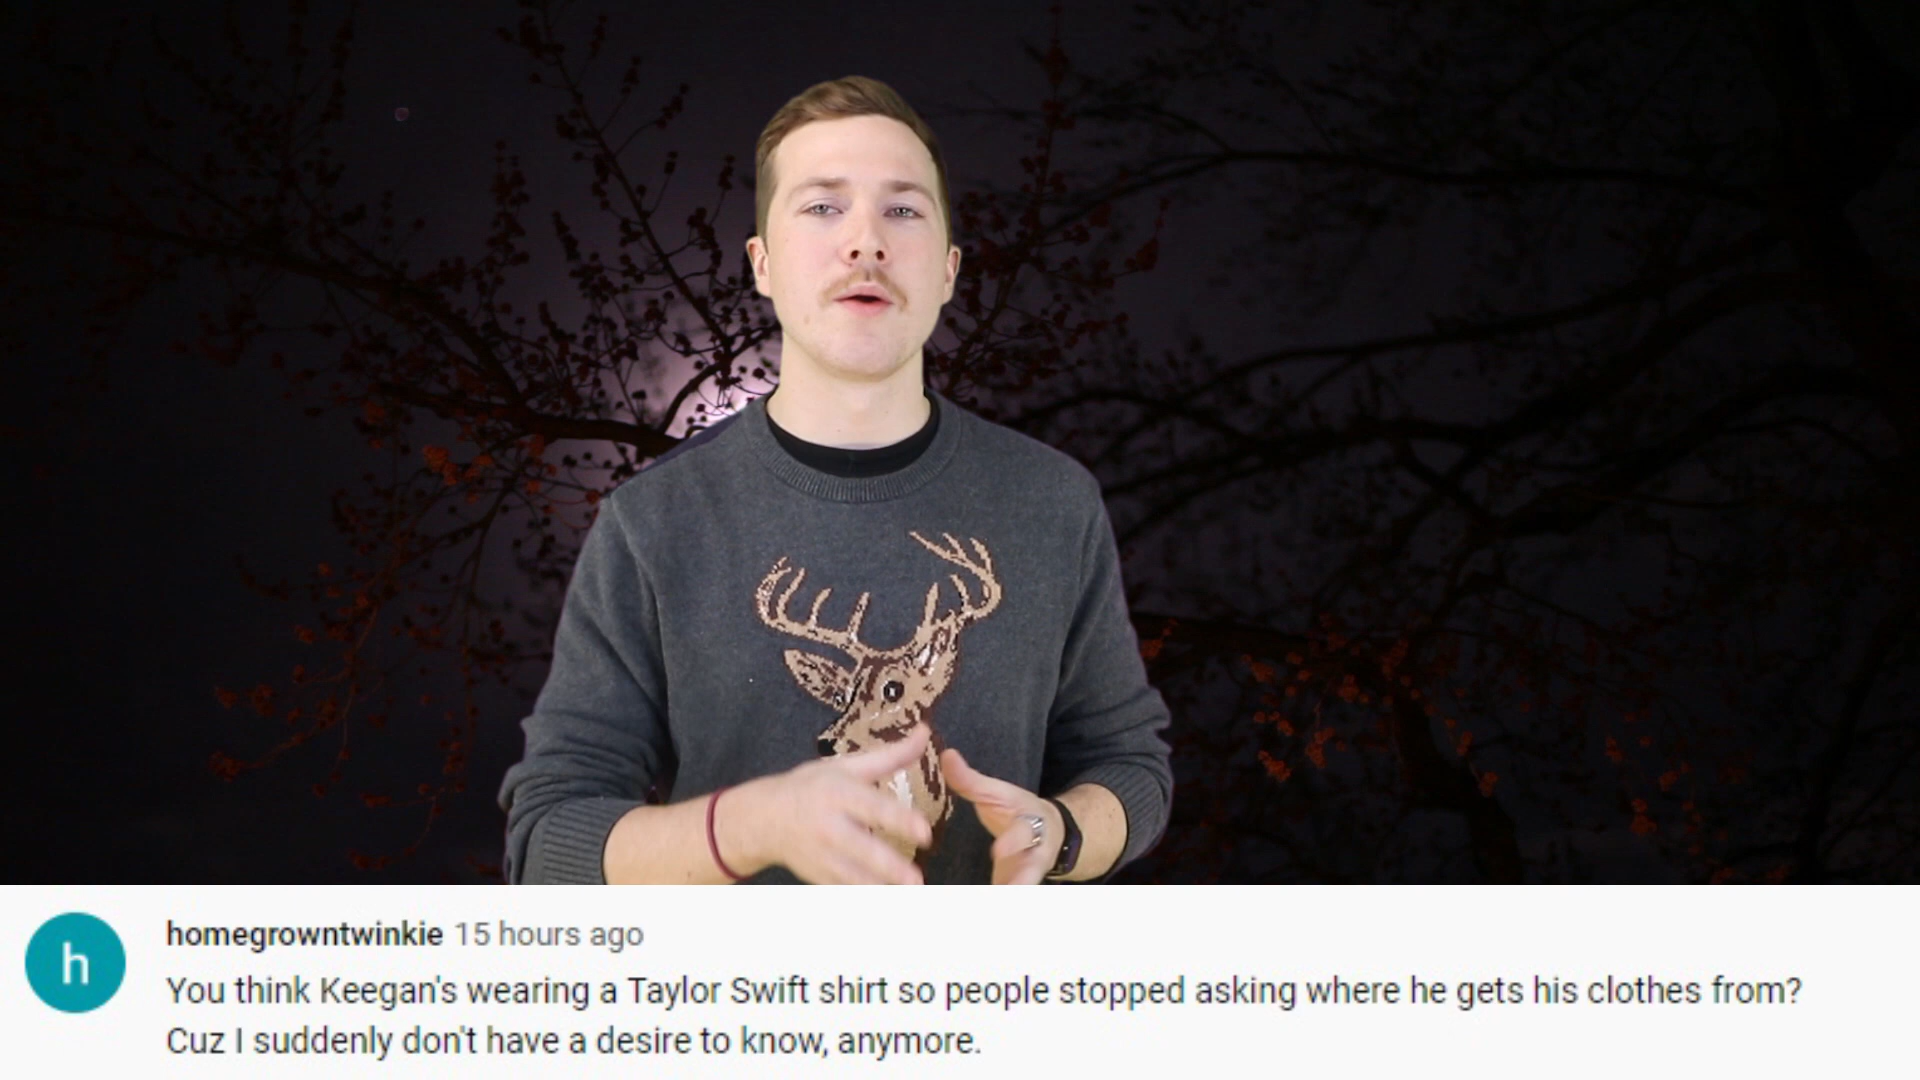 h
homegrowntwinkie 15 hours ago
You think Keegan's wearing a Taylor Swift shirt so people stopped asking where he gets his clothes from?
Cuz I suddenly don't have a desire to know, anymore.